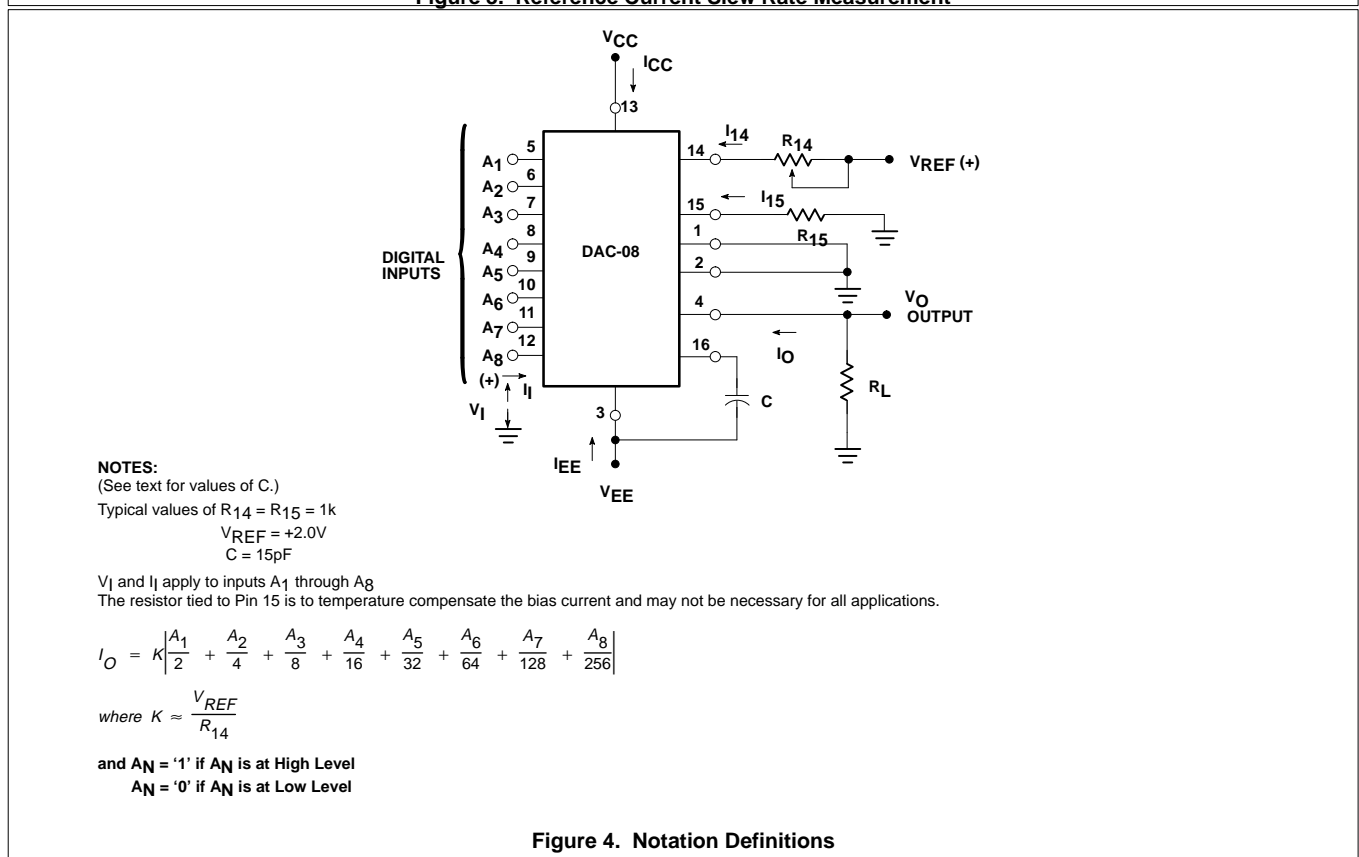 Figure 3. Reference Current Slew Rate Measurement
VCC
ICC
13
I14
R14
14
VREF (+)
5
A1
6
A2
7
A3
8
A4
9
A5
10
A6
11
A7
12
A8
DIGITAL
INPUTS
DAC-08
15
I15
R15
1
2
4
VO
OUTPUT
IO
16
C
RL
(+)
II
VI
3
IEE
VEE
NOTES:
(See text for values of C.)
Typical values of R14 = R15 = 1k
VREF = +2.0V
C = 15pF
VI and II apply to inputs A1 through A8
The resistor tied to Pin 15 is to temperature compensate the bias current and may not be necessary for all applications.
IO = K|A1/2 + A2/4 + A3/8 + A4/16 + A5/32 + A6/64 + A7/128 + A8/256|
where K ≈ VREF/R14
and AN = ‘1’ if AN is at High Level
AN = ‘0’ if AN is at Low Level
Figure 4. Notation Definitions